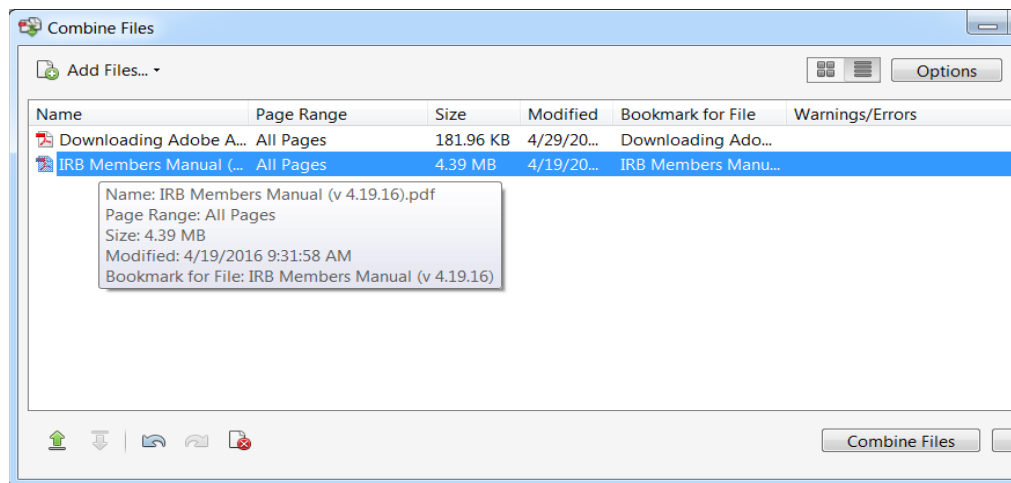 Combine Files
Add Files...
Options
Name Page Range Size Modified Bookmark for File Warnings/Errors
Downloading Adobe A... All Pages 181.96 KB 4/29/20... Downloading Ado...
IRB Members Manual (... All Pages 4.39 MB 4/19/20... IRB Members Manu...
Name: IRB Members Manual (v 4.19.16).pdf
Page Range: All Pages
Size: 4.39 MB
Modified: 4/19/2016 9:31:58 AM
Bookmark for File: IRB Members Manual (v 4.19.16)
Combine Files